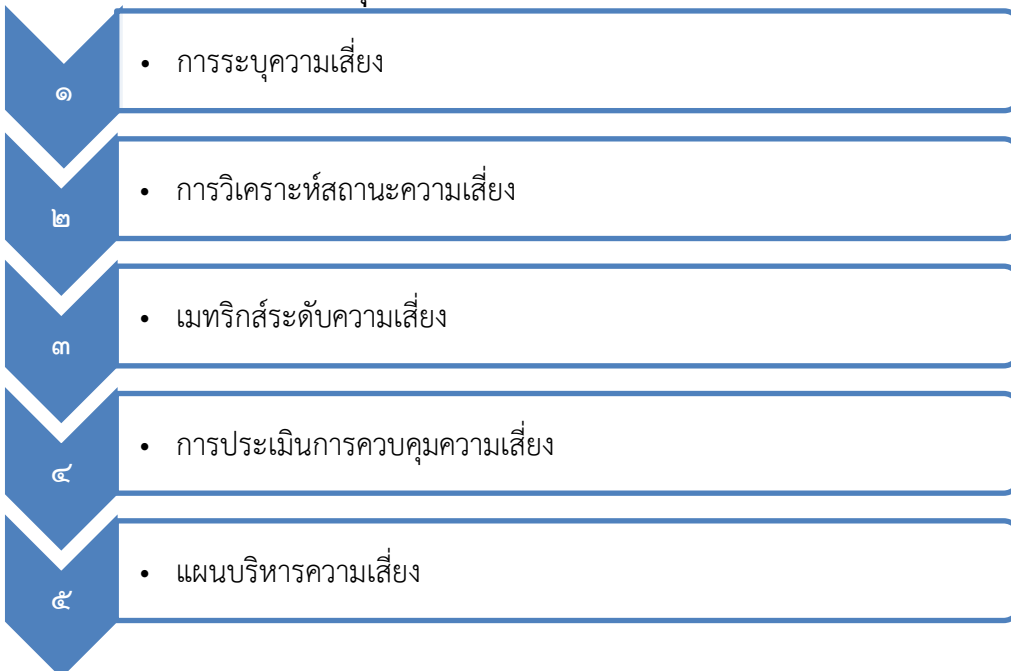 ๑
• การระบุความเสี่ยง
๒
• การวิเคราะห์สถานะความเสี่ยง
๓
• เมทริกส์ระดับความเสี่ยง
๔
• การประเมินการควบคุมความเสี่ยง
๕
• แผนบริหารความเสี่ยง